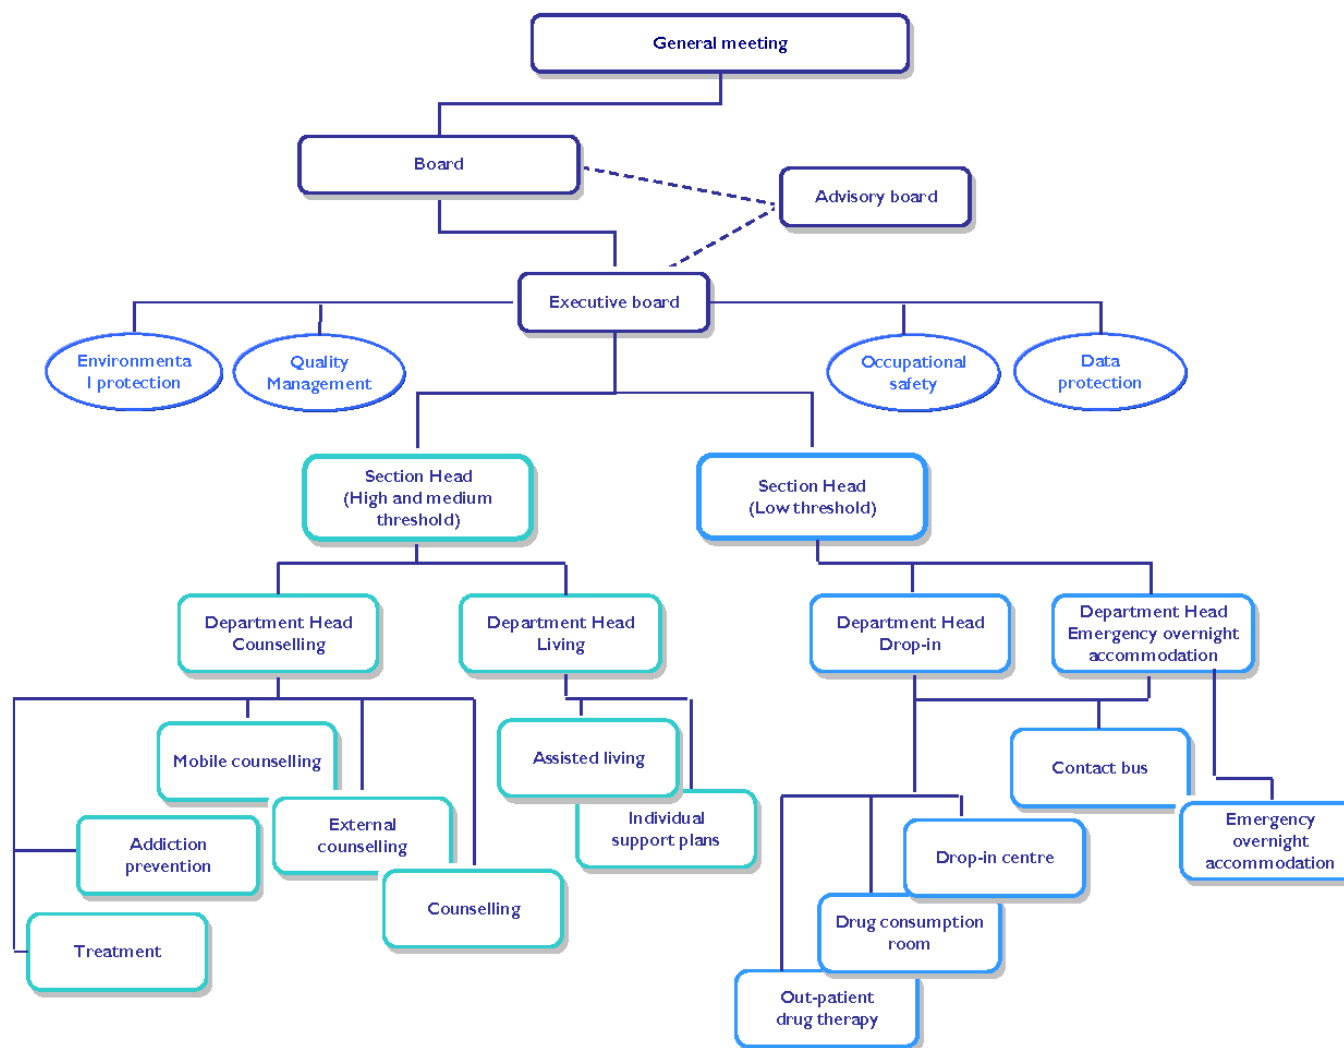 General meeting
Board
Advisory board
Executive board
Environmenta
l protection
Quality
Management
Occupational
safety
Data
protection
Section Head
(High and medium
threshold)
Section Head
(Low threshold)
Department Head
Counselling
Department Head
Living
Department Head
Drop-in
Department Head
Emergency overnight
accommodation
Mobile counselling
Assisted living
Contact bus
External
counselling
Individual
support plans
Emergency
overnight
accommodation
Addiction
prevention
Drop-in centre
Counselling
Drug consumption
room
Treatment
Out-patient
drug therapy